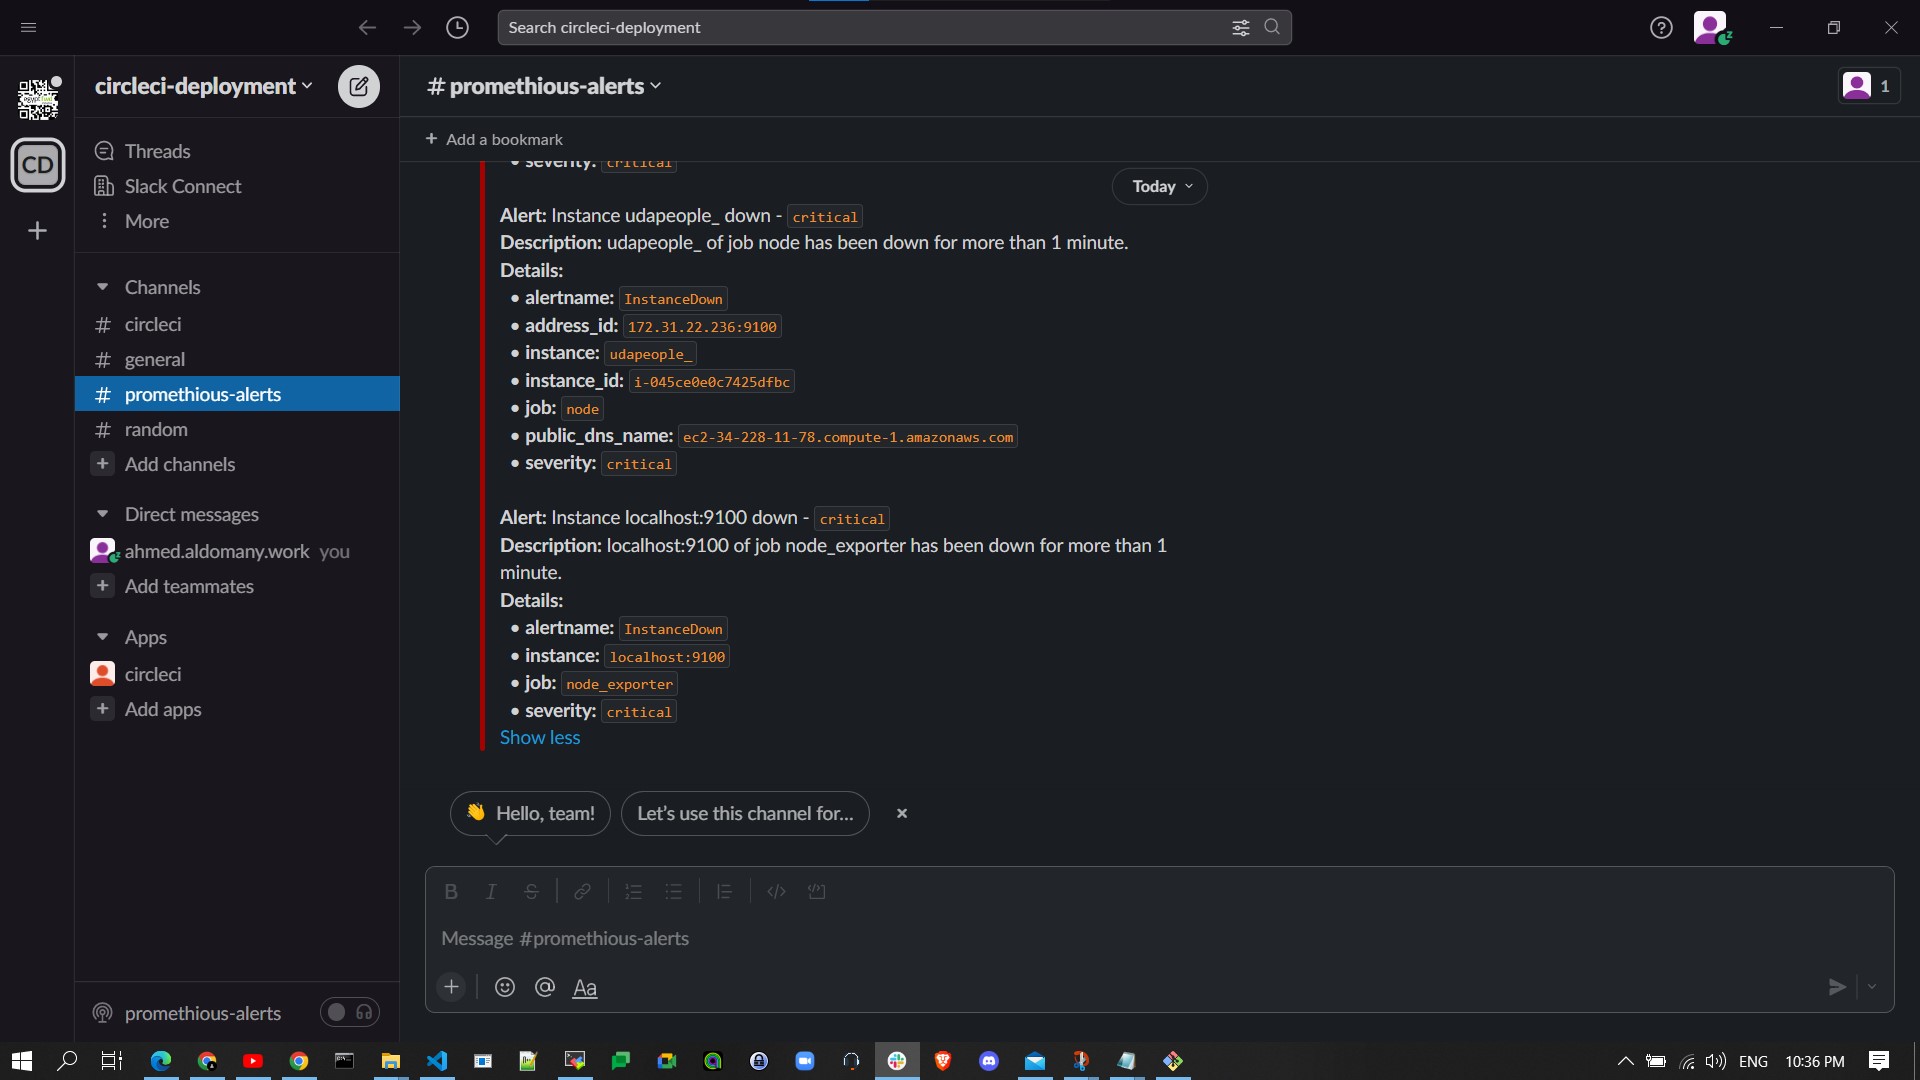 Search circleci-deployment
circleci-deployment
# promethious-alerts
1
CD
+ Add a bookmark
Threads
Slack Connect
More
Channels
# circleci
# general
# promethious-alerts
# random
+ Add channels
Direct messages
ahmed.aldomany.work you
+ Add teammates
Apps
circleci
+ Add apps
promethious-alerts
• severity: critical
Today
Alert: Instance udapeople_ down - critical
Description: udapeople_ of job node has been down for more than 1 minute.
Details:
• alertname: InstanceDown
• address_id: 172.31.22.236:9100
• instance: udapeople_
• instance_id: i-045ce0e0c7425dfbc
• job: node
• public_dns_name: ec2-34-228-11-78.compute-1.amazonaws.com
• severity: critical
Alert: Instance localhost:9100 down - critical
Description: localhost:9100 of job node_exporter has been down for more than 1
minute.
Details:
• alertname: InstanceDown
• instance: localhost:9100
• job: node_exporter
• severity: critical
Show less
👋 Hello, team!
Let's use this channel for...
B I S
Message #promethious-alerts
@ Aa
ENG 10:36 PM